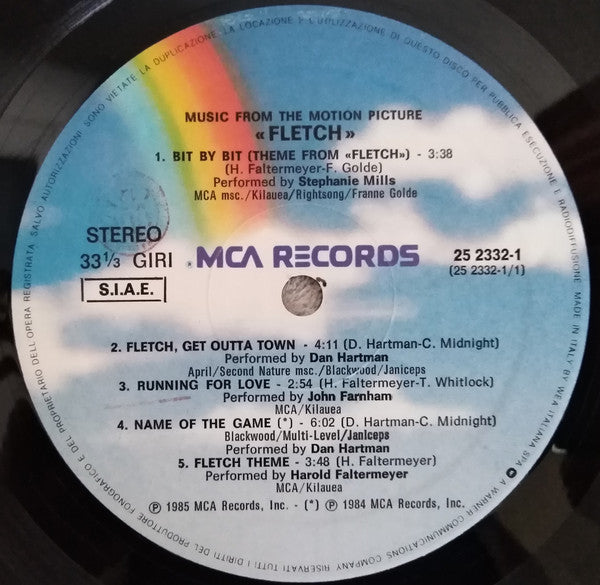 MUSIC FROM THE MOTION PICTURE
«FLETCH»
1. BIT BY BIT (THEME FROM «FLETCH») - 3:38
(H. Faltermeyer-F. Golde)
Performed by Stephanie Mills
MCA msc./Kilauea/Rightsong/Franne Golde
STEREO
33 1/3 GIRI
S.I.A.E.
MCA RECORDS
25 2332-1
(25 2332-1/1)
2. FLETCH, GET OUTTA TOWN - 4:11 (D. Hartman-C. Midnight)
Performed by Dan Hartman
April/Second Nature msc./Blackwood/Janiceps
3. RUNNING FOR LOVE - 2:54 (H. Faltermeyer-T. Whitlock)
Performed by John Farnham
MCA/Kilauea
4. NAME OF THE GAME (*) - 6:02 (D. Hartman-C. Midnight)
Blackwood/Multi-Level/Janiceps
Performed by Dan Hartman
5. FLETCH THEME - 3:48 (H. Faltermeyer)
Performed by Harold Faltermeyer
MCA/Kilauea
℗ 1985 MCA Records, Inc. - (*) ℗ 1984 MCA Records, Inc.
TUTTI I DIRITTI DEL PRODUTTORE FONOGRAFICO E DEL PROPRIETARIO DELL'OPERA REGISTRATA SALVO AUTORIZZAZIONI SONO VIETATE LA DUPLICAZIONE LA LOCAZIONE E L'UTILIZZAZIONE DI QUESTO DISCO PER PUBBLICA ESECUZIONE E RADIODIFFUSIONE MADE IN ITALY BY WEA ITALIANA SPA A WARNER COMMUNICATIONS COMPANY RISERVATI